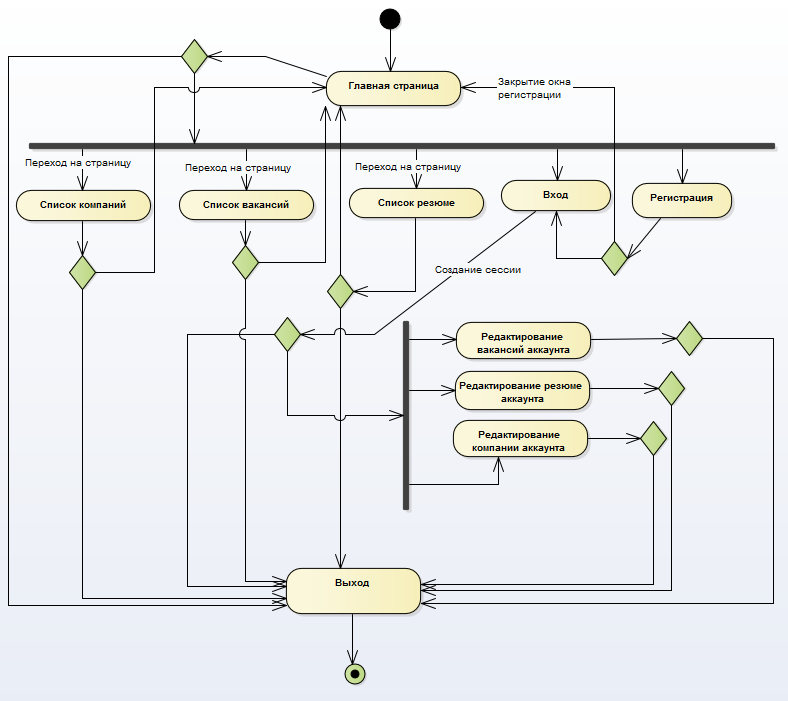 Главная страница
Закрытие окна
регистрации
Переход на страницу
Переход на страницу
Переход на страницу
Список компаний
Список вакансий
Список резюме
Вход
Регистрация
Создание сессии
Редактирование
вакансий аккаунта
Редактирование резюме
аккаунта
Редактирование
компании аккаунта
Выход